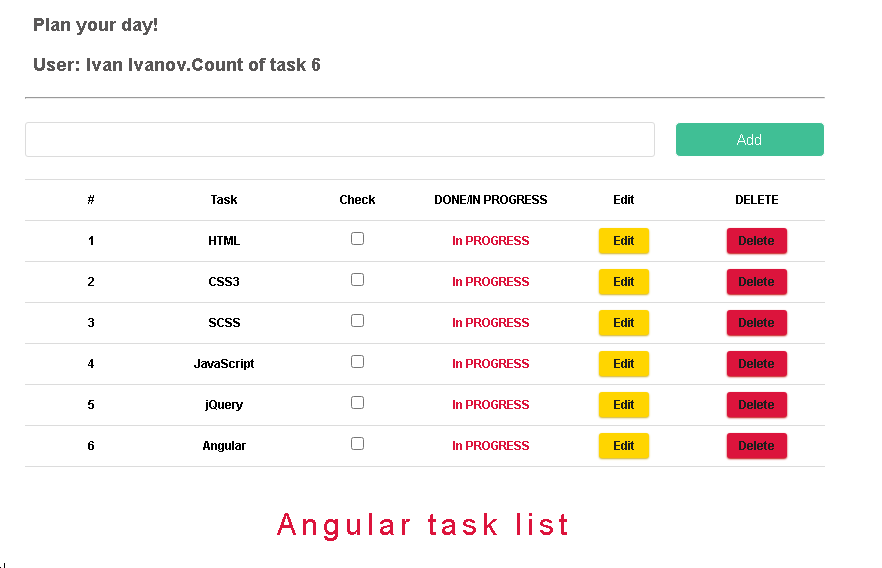 Plan your day!
User: Ivan Ivanov.Count of task 6
Add
# Task Check DONE/IN PROGRESS Edit DELETE
1 HTML In PROGRESS Edit Delete
2 CSS3 In PROGRESS Edit Delete
3 SCSS In PROGRESS Edit Delete
4 JavaScript In PROGRESS Edit Delete
5 jQuery In PROGRESS Edit Delete
6 Angular In PROGRESS Edit Delete
Angular task list